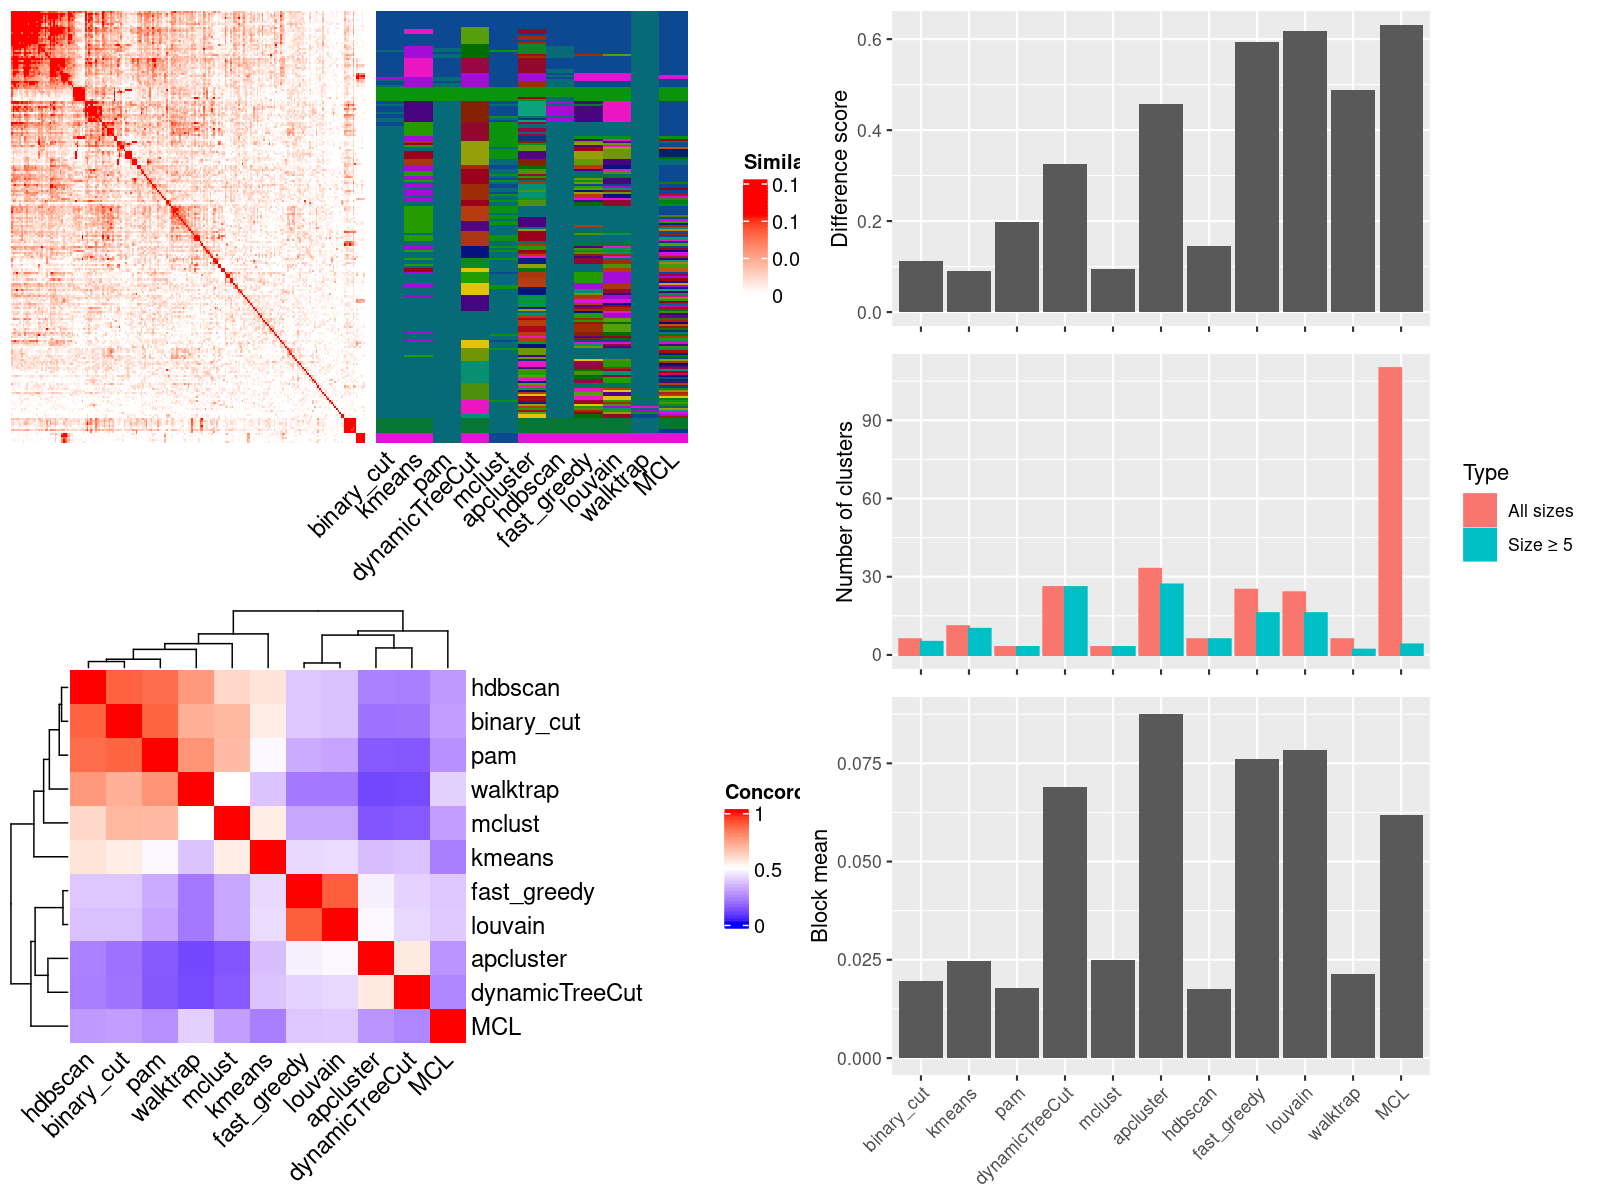 Simila
0.1
0.1
0.0
0
binary_cut
kmeans
pam
dynamicTreeCut
mclust
apcluster
hdbscan
fast_greedy
louvain
walktrap
MCL
hdbscan
binary_cut
pam
walktrap
mclust
kmeans
fast_greedy
louvain
apcluster
dynamicTreeCut
MCL
hdbscan
binary_cut
pam
walktrap
mclust
kmeans
fast_greedy
louvain
apcluster
dynamicTreeCut
MCL
Concord
1
0.5
0
Difference score
0.6
0.4
0.2
0.0
Number of clusters
90
60
30
0
Type
All sizes
Size ≥ 5
Block mean
0.075
0.050
0.025
0.000
binary_cut
kmeans
pam
dynamicTreeCut
mclust
apcluster
hdbscan
fast_greedy
louvain
walktrap
MCL